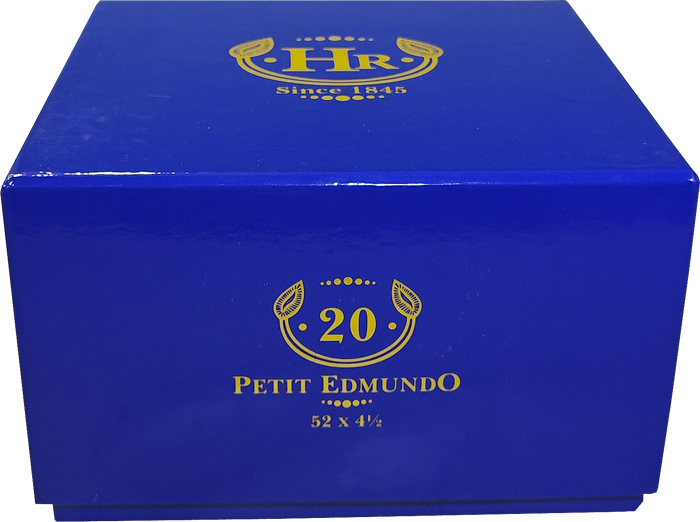 HR
Since 1845
20
PETIT EDMUNDO
52 x 4½